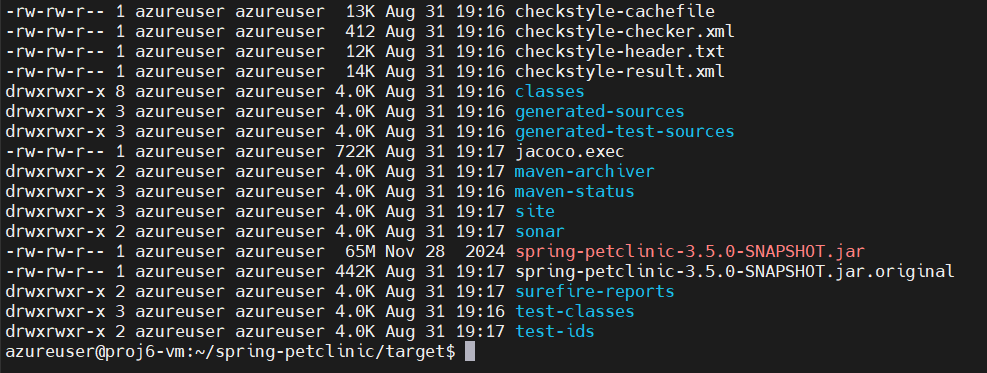 -rw-rw-r-- 1 azureuser azureuser  13K Aug 31 19:16 checkstyle-cachefile
-rw-rw-r-- 1 azureuser azureuser  412 Aug 31 19:16 checkstyle-checker.xml
-rw-rw-r-- 1 azureuser azureuser  12K Aug 31 19:16 checkstyle-header.txt
-rw-rw-r-- 1 azureuser azureuser  14K Aug 31 19:16 checkstyle-result.xml
drwxrwxr-x 8 azureuser azureuser 4.0K Aug 31 19:16 classes
drwxrwxr-x 3 azureuser azureuser 4.0K Aug 31 19:16 generated-sources
drwxrwxr-x 3 azureuser azureuser 4.0K Aug 31 19:16 generated-test-sources
-rw-rw-r-- 1 azureuser azureuser 722K Aug 31 19:17 jacoco.exec
drwxrwxr-x 2 azureuser azureuser 4.0K Aug 31 19:17 maven-archiver
drwxrwxr-x 3 azureuser azureuser 4.0K Aug 31 19:16 maven-status
drwxrwxr-x 3 azureuser azureuser 4.0K Aug 31 19:17 site
drwxrwxr-x 2 azureuser azureuser 4.0K Aug 31 19:17 sonar
-rw-rw-r-- 1 azureuser azureuser  65M Nov 28  2024 spring-petclinic-3.5.0-SNAPSHOT.jar
-rw-rw-r-- 1 azureuser azureuser 442K Aug 31 19:17 spring-petclinic-3.5.0-SNAPSHOT.jar.original
drwxrwxr-x 2 azureuser azureuser 4.0K Aug 31 19:17 surefire-reports
drwxrwxr-x 3 azureuser azureuser 4.0K Aug 31 19:16 test-classes
drwxrwxr-x 2 azureuser azureuser 4.0K Aug 31 19:17 test-ids
azureuser@proj6-vm:~/spring-petclinic/target$